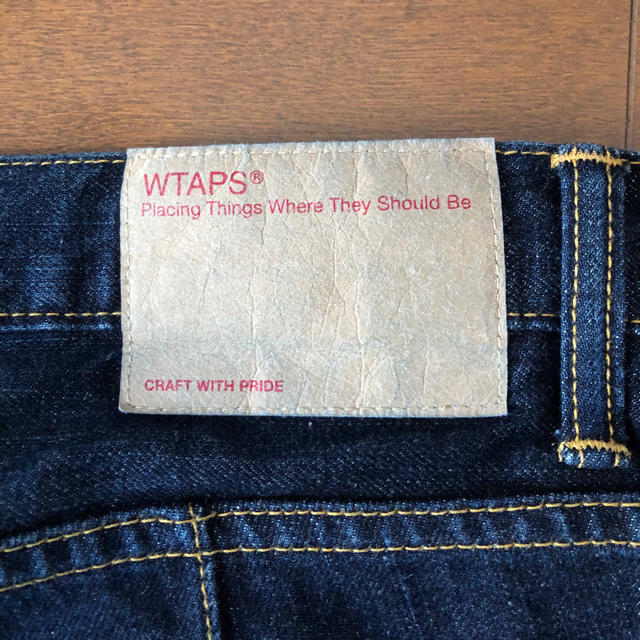 WTAPS®
Placing Things Where They Should Be
CRAFT WITH PRIDE